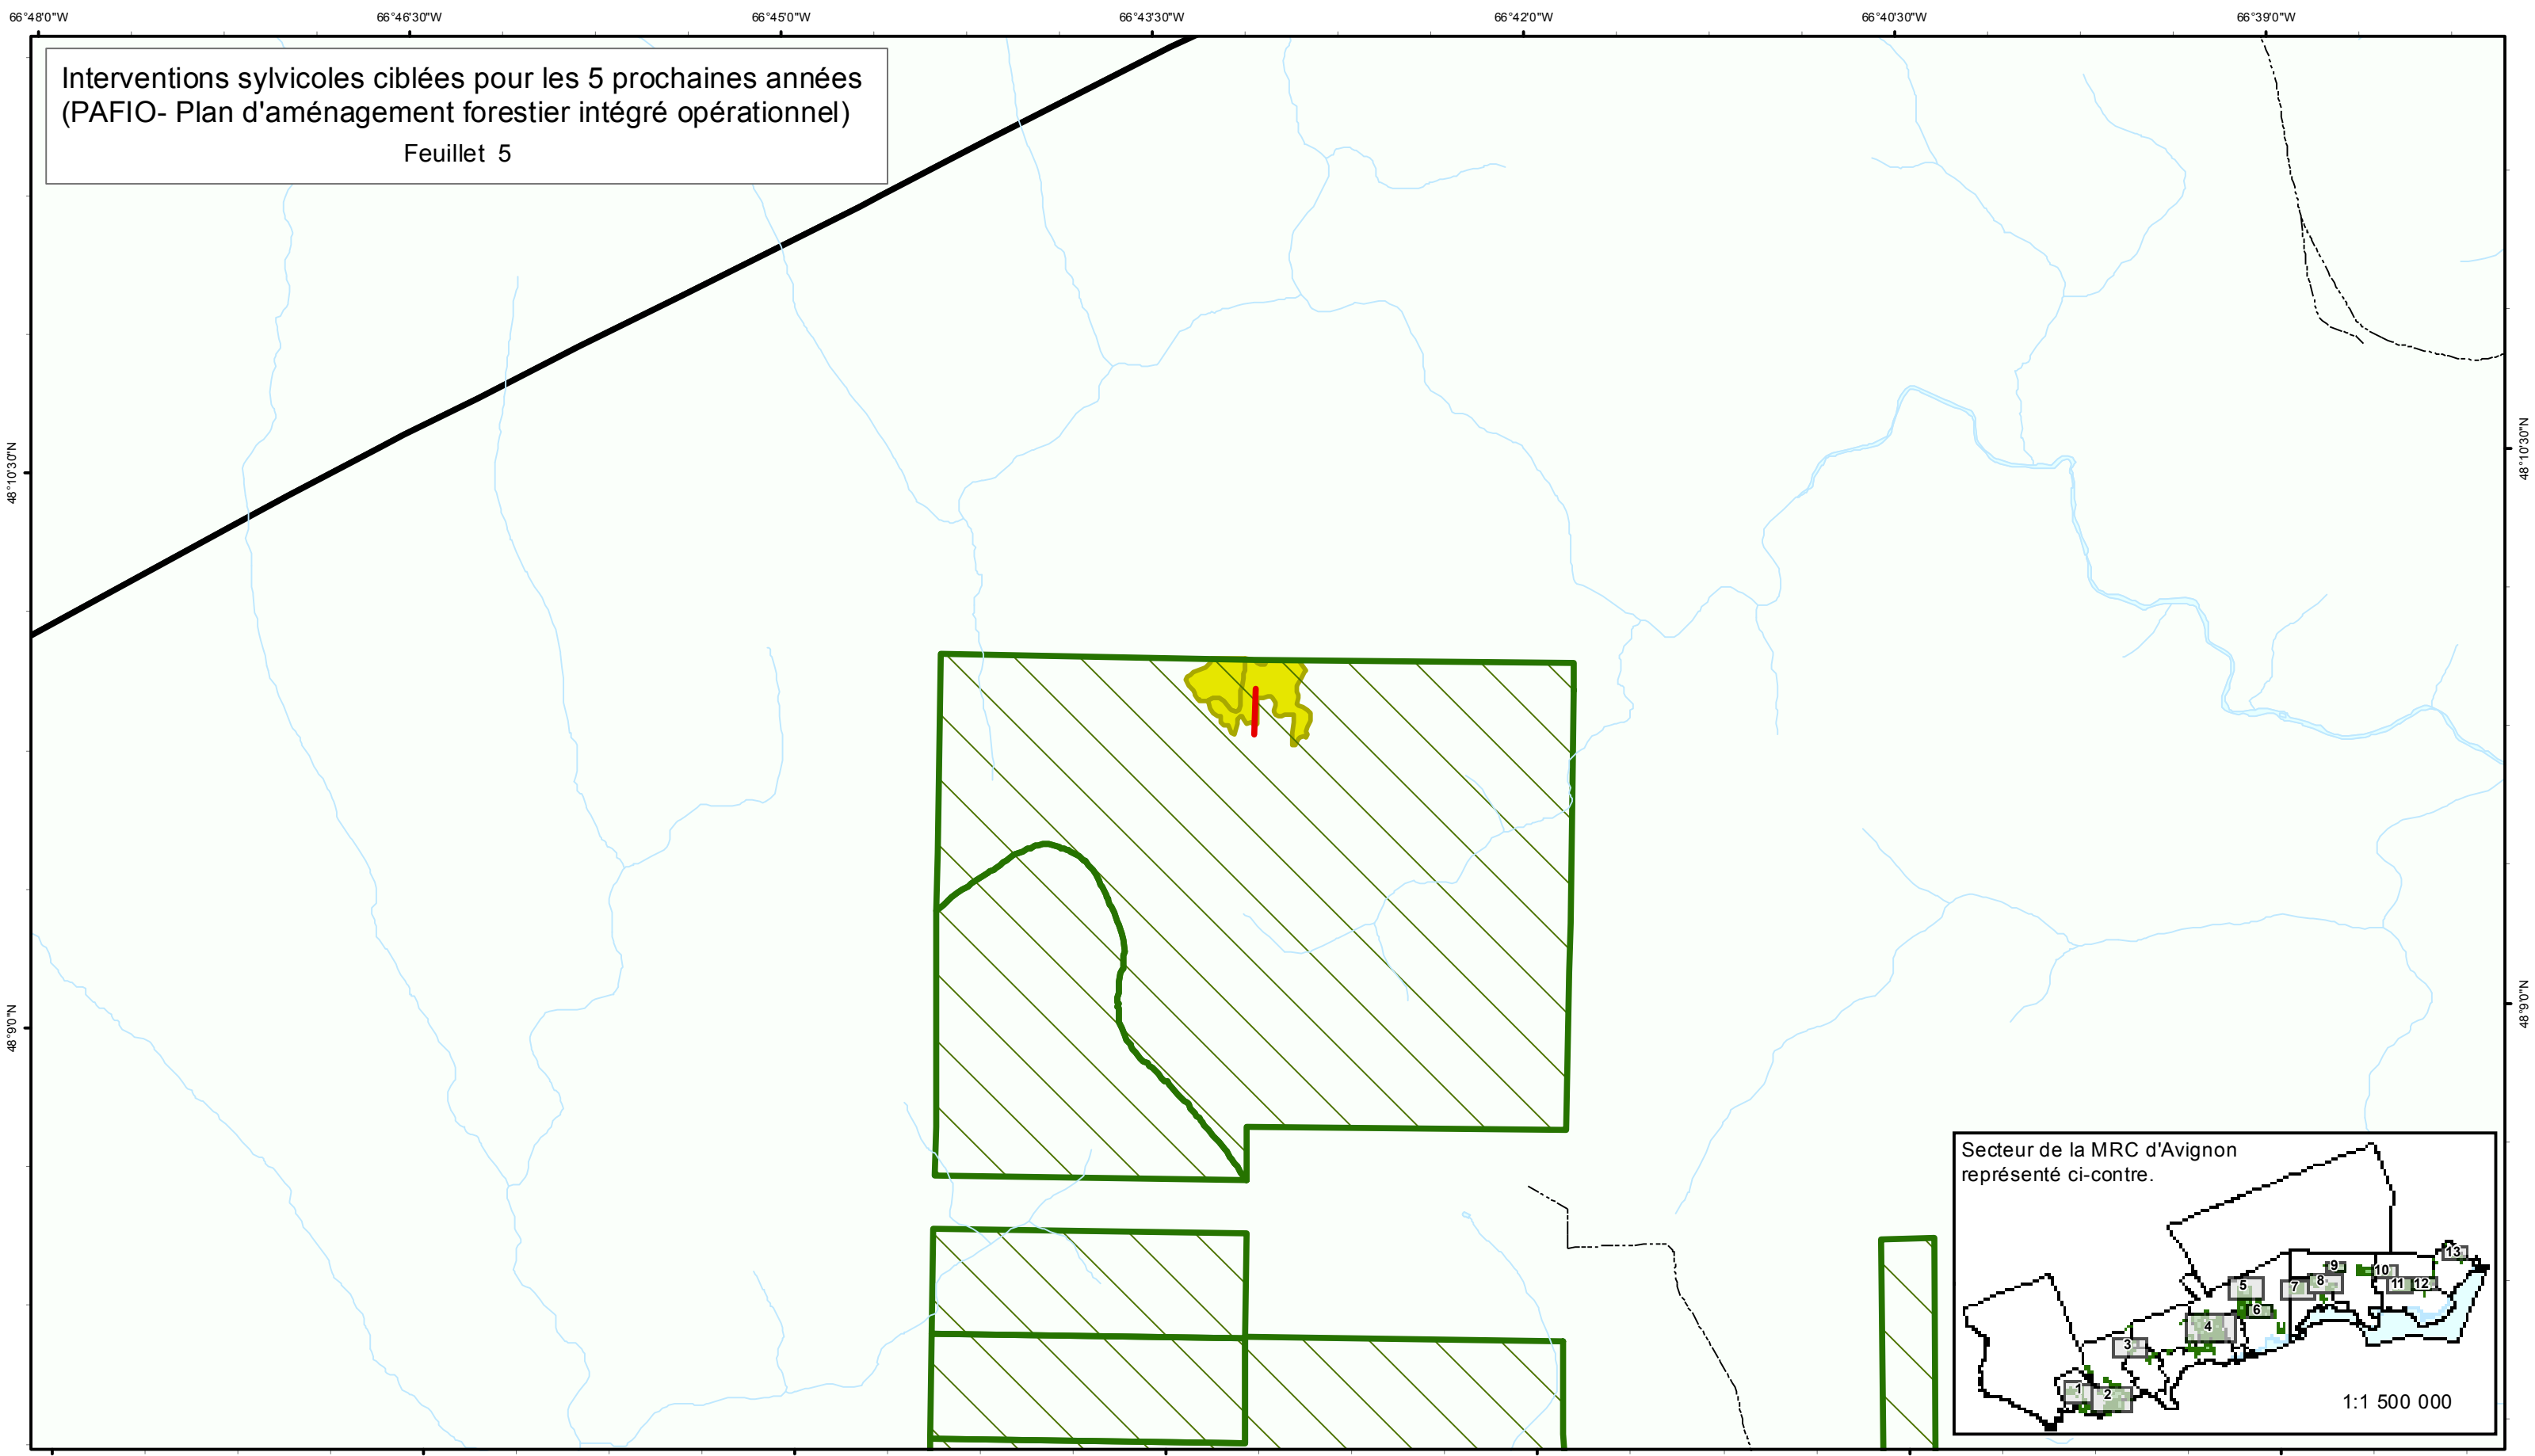 66°48'0"W 66°46'30"W 66°45'0"W 66°43'30"W 66°42'0"W 66°40'30"W 66°39'0"W
Interventions sylvicoles ciblées pour les 5 prochaines années
(PAFIO- Plan d'aménagement forestier intégré opérationnel)
Feuillet 5
48°10'30"N 48°10'30"N
48°9'0"N 48°9'0"N
Secteur de la MRC d'Avignon
représenté ci-contre.
13
9 10
5 7 8 11 12
6
4
3
1 2
1:1 500 000